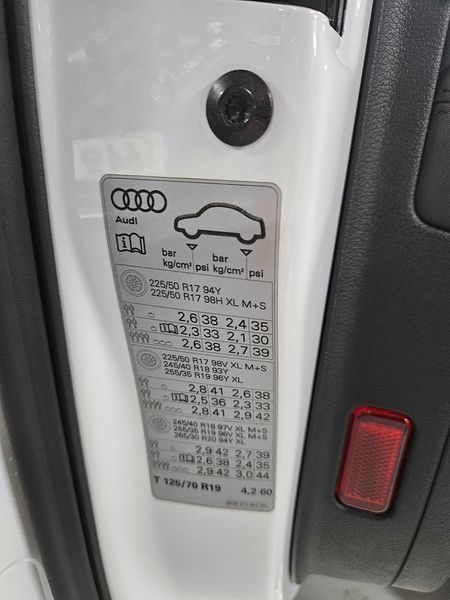 Audi
bar
kg/cm² psi bar
kg/cm² psi
225/50 R17 94Y
225/50 R17 98H XL M+S
2,6 38 2,4 35
2,3 33 2,1 30
2,6 38 2,7 39
225/50 R17 98V XL M+S
245/40 R18 93Y
255/35 R19 96Y XL
2,8 41 2,6 38
2,5 36 2,3 33
2,8 41 2,9 42
245/40 R18 97V XL M+S
255/35 R19 96V XL M+S
265/30 R20 94Y XL
2,9 42 2,7 39
2,6 38 2,4 35
2,9 42 3,0 44
T 125/70 R19 4,2 60